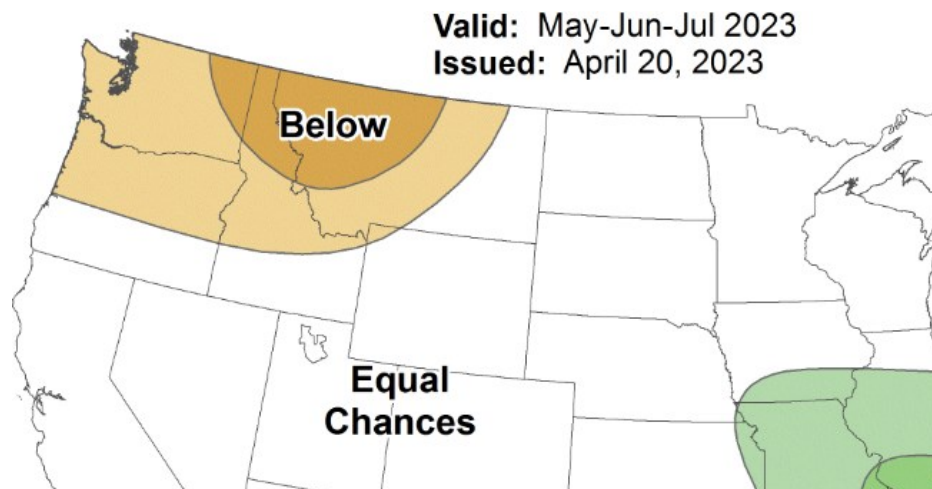 Valid: May-Jun-Jul 2023
Issued: April 20, 2023
Below
Equal
Chances